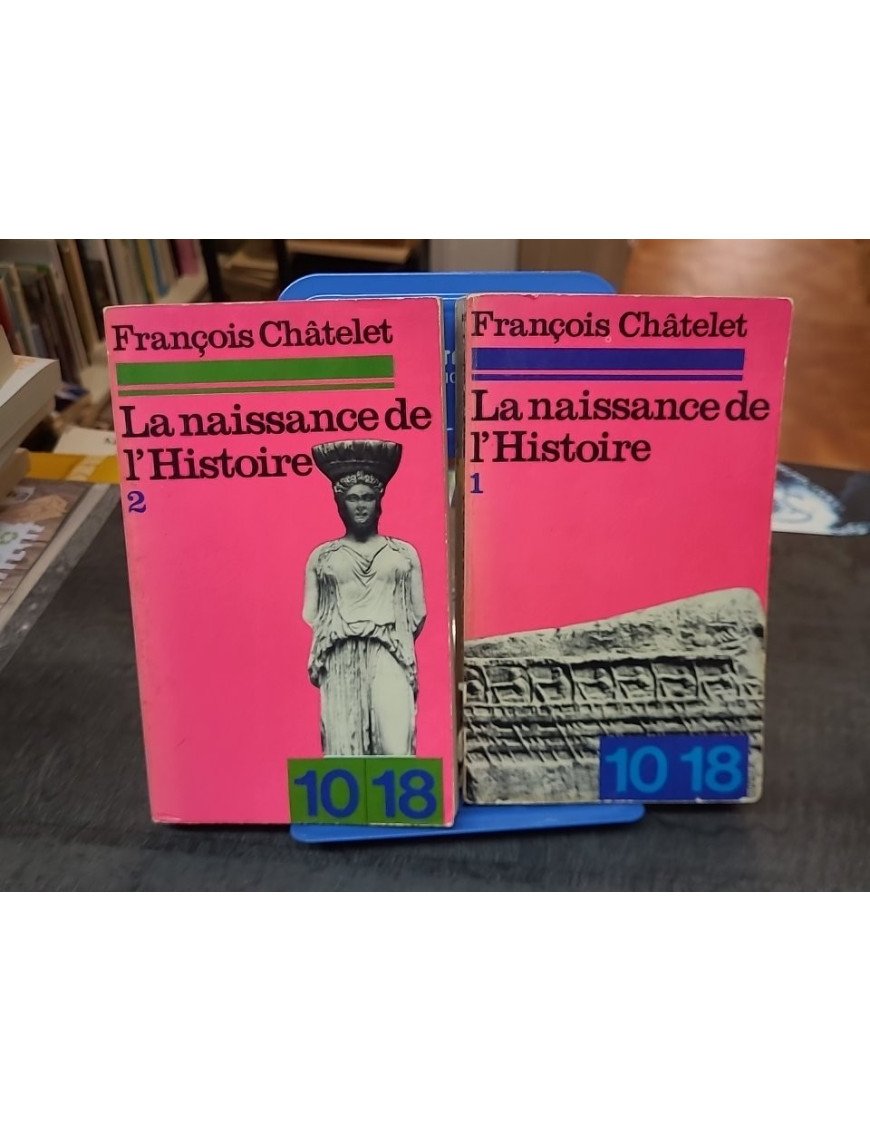 François Châtelet
La naissance de
l'Histoire
2
10 18
François Châtelet
La naissance de
l'Histoire
1
10 18